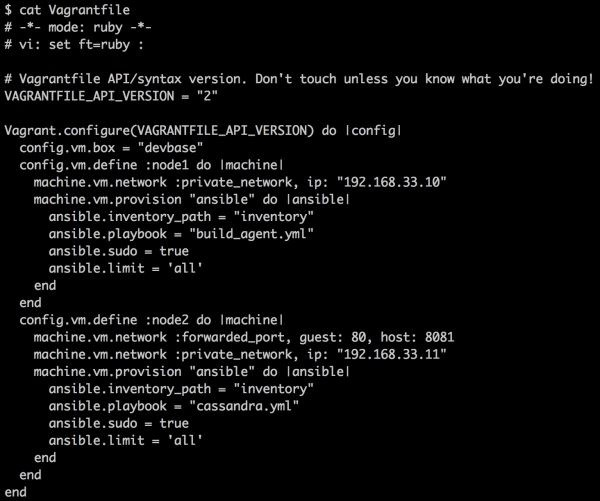 $ cat Vagrantfile
# -*- mode: ruby -*-
# vi: set ft=ruby :

# Vagrantfile API/syntax version. Don't touch unless you know what you're doing!
VAGRANTFILE_API_VERSION = "2"

Vagrant.configure(VAGRANTFILE_API_VERSION) do |config|
  config.vm.box = "devbase"
  config.vm.define :node1 do |machine|
    machine.vm.network :private_network, ip: "192.168.33.10"
    machine.vm.provision "ansible" do |ansible|
      ansible.inventory_path = "inventory"
      ansible.playbook = "build_agent.yml"
      ansible.sudo = true
      ansible.limit = 'all'
    end
  end
  config.vm.define :node2 do |machine|
    machine.vm.network :forwarded_port, guest: 80, host: 8081
    machine.vm.network :private_network, ip: "192.168.33.11"
    machine.vm.provision "ansible" do |ansible|
      ansible.inventory_path = "inventory"
      ansible.playbook = "cassandra.yml"
      ansible.sudo = true
      ansible.limit = 'all'
    end
  end
end